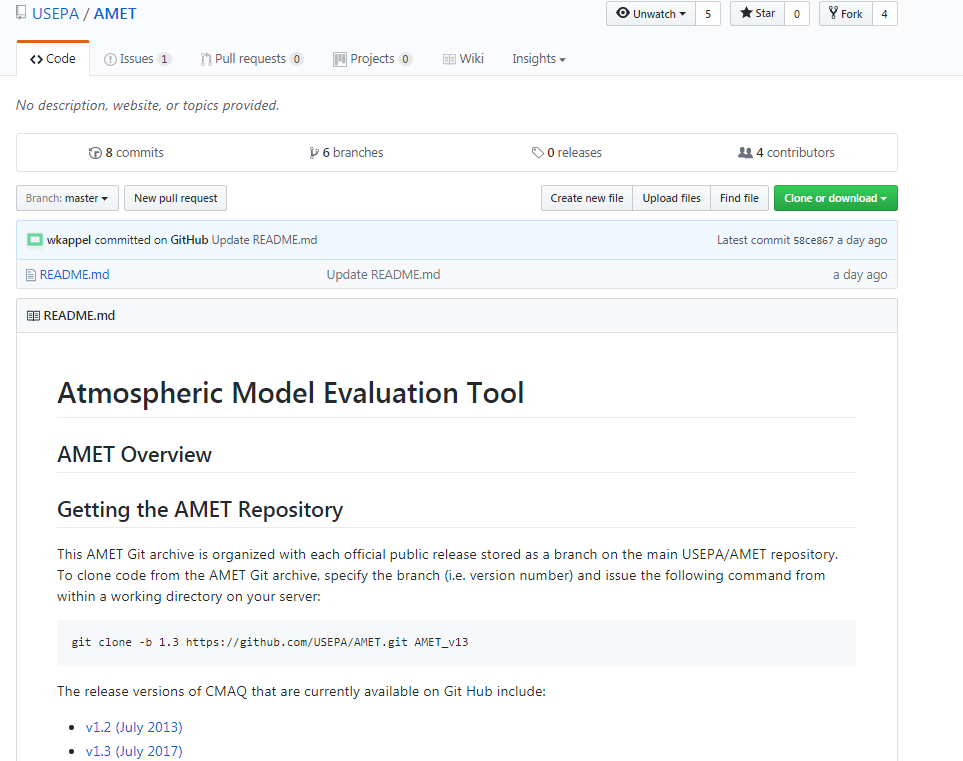 USEPA / AMET
Unwatch 5 Star 0 Fork 4
Code Issues 1 Pull requests 0 Projects 0 Wiki Insights
No description, website, or topics provided.
8 commits 6 branches 0 releases 4 contributors
Branch: master New pull request Create new file Upload files Find file Clone or download
wkappel committed on GitHub Update README.md Latest commit 58ce867 a day ago
README.md Update README.md a day ago
README.md
Atmospheric Model Evaluation Tool
AMET Overview
Getting the AMET Repository
This AMET Git archive is organized with each official public release stored as a branch on the main USEPA/AMET repository.
To clone code from the AMET Git archive, specify the branch (i.e. version number) and issue the following command from
within a working directory on your server:
git clone -b 1.3 https://github.com/USEPA/AMET.git AMET_v13
The release versions of CMAQ that are currently available on Git Hub include:
• v1.2 (July 2013)
• v1.3 (July 2017)